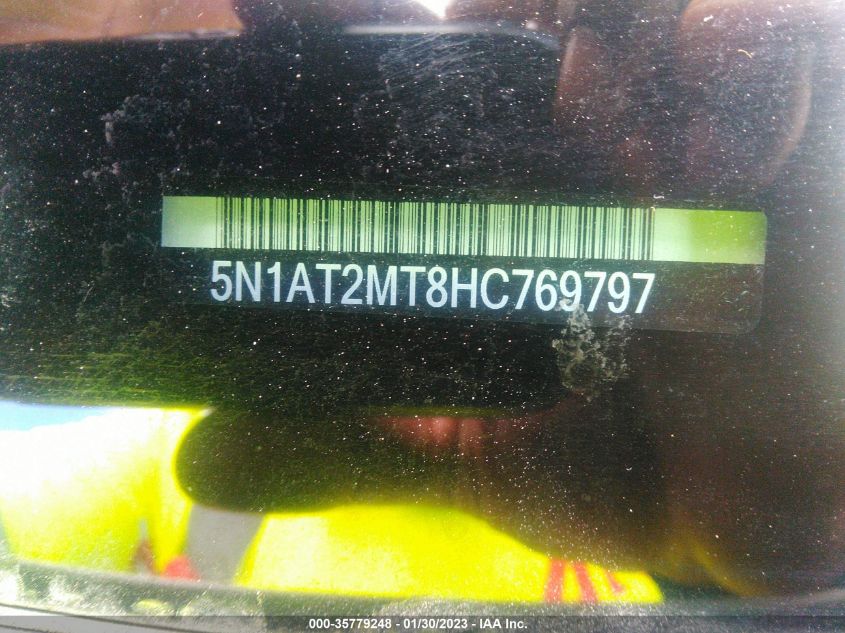 5N1AT2MT8HC769797
000-35779248 - 01/30/2023 - IAA Inc.